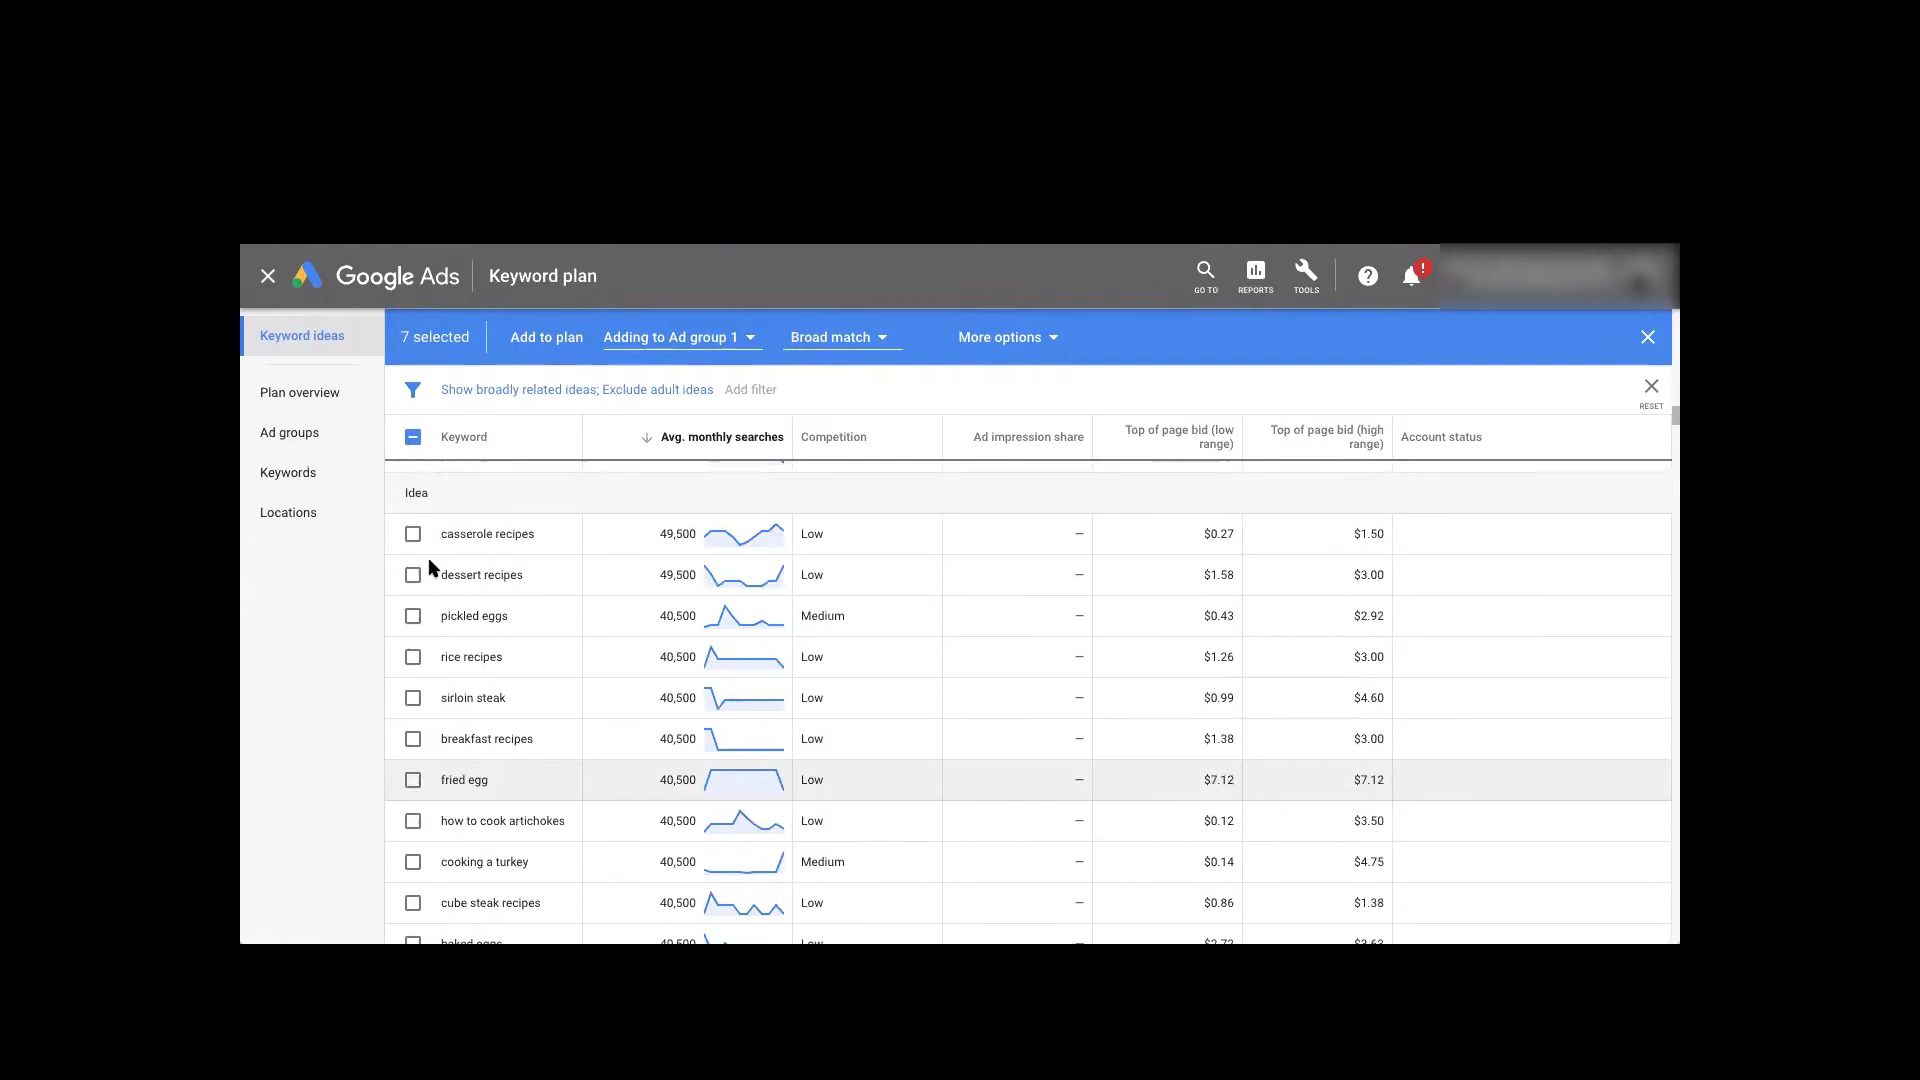 Google Ads Keyword plan
GO TO REPORTS TOOLS !
Keyword ideas
Plan overview
Ad groups
Keywords
Locations
7 selected Add to plan Adding to Ad group 1 Broad match More options
Show broadly related ideas; Exclude adult ideas Add filter
RESET
Keyword Avg. monthly searches Competition Ad impression share Top of page bid (low range) Top of page bid (high range) Account status
Idea
casserole recipes 49,500 Low – $0.27 $1.50
dessert recipes 49,500 Low – $1.58 $3.00
pickled eggs 40,500 Medium – $0.43 $2.92
rice recipes 40,500 Low – $1.26 $3.00
sirloin steak 40,500 Low – $0.99 $4.60
breakfast recipes 40,500 Low – $1.38 $3.00
fried egg 40,500 Low – $7.12 $7.12
how to cook artichokes 40,500 Low – $0.12 $3.50
cooking a turkey 40,500 Medium – $0.14 $4.75
cube steak recipes 40,500 Low – $0.86 $1.38
baked eggs 40,500 Low